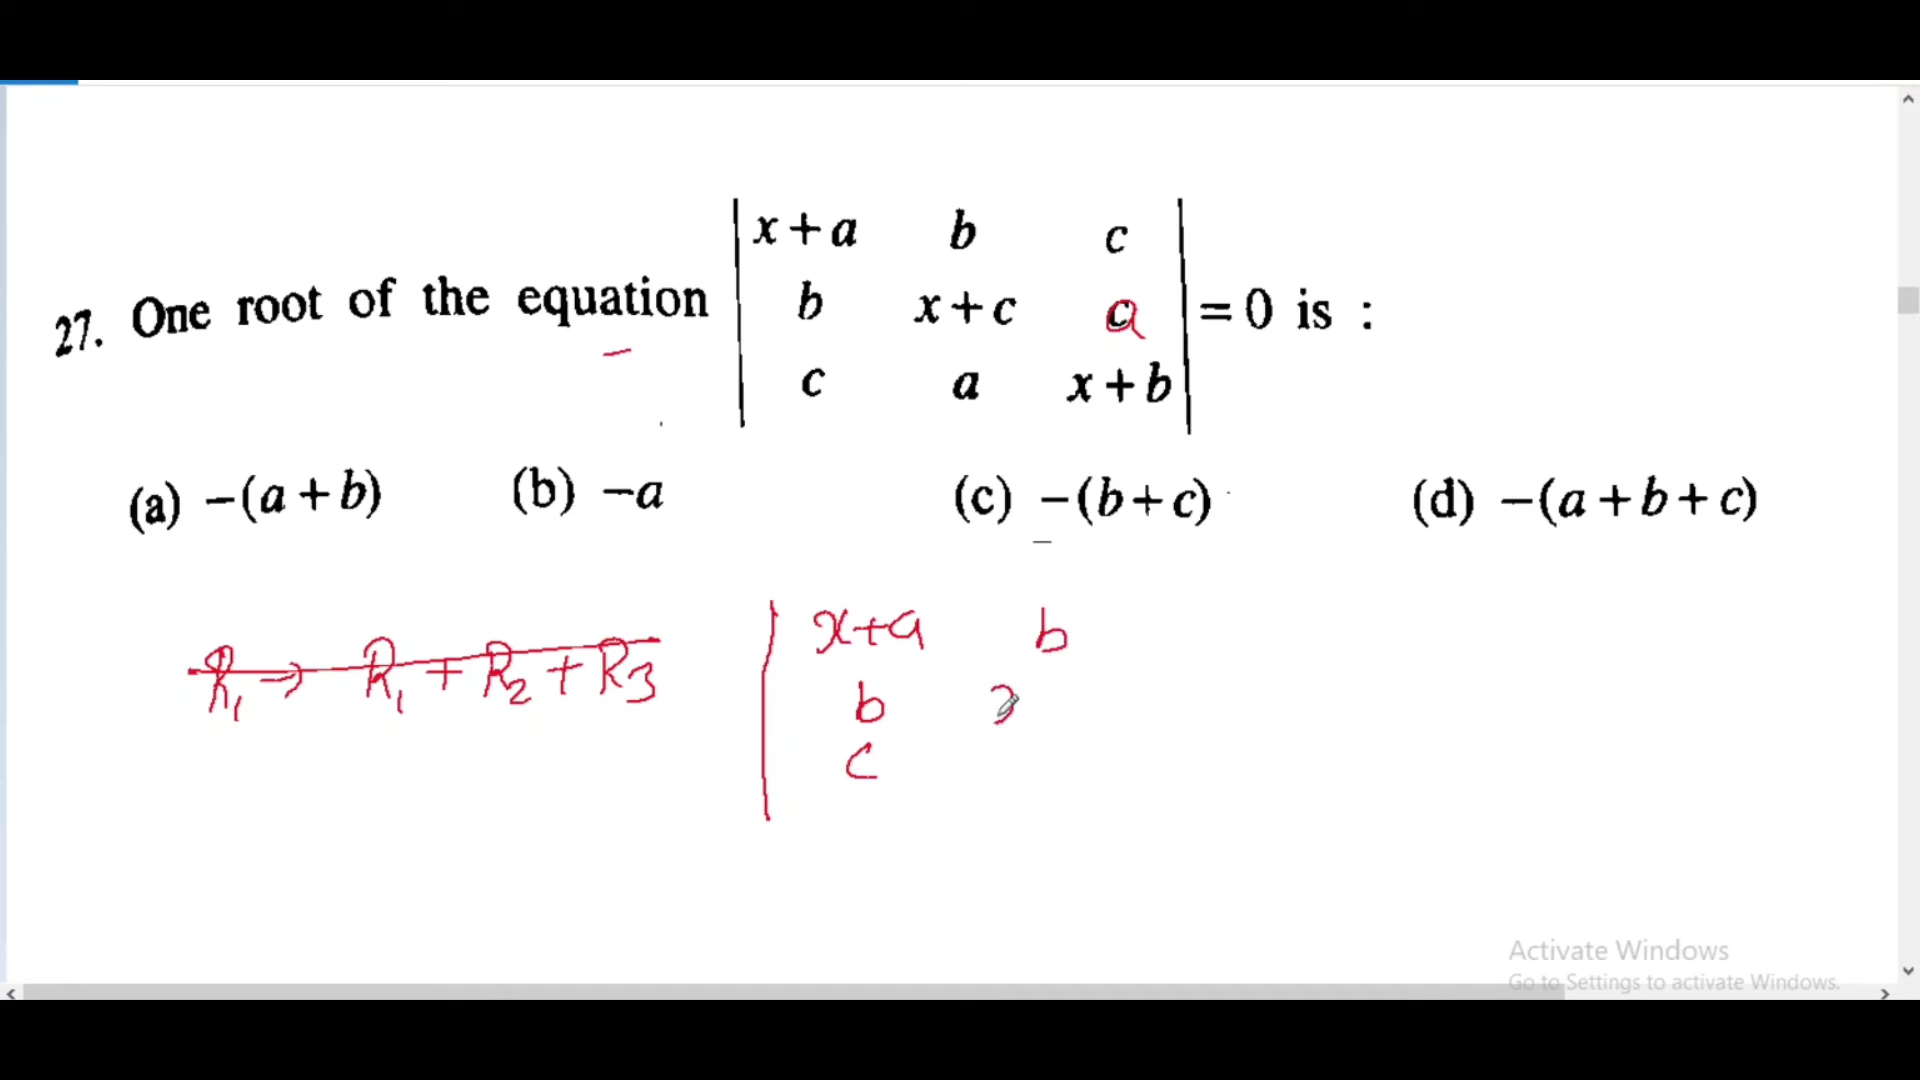 x+a b c
27. One root of the equation b x+c a = 0 is :
c a x+b
(a) –(a+b) (b) –a (c) –(b+c) (d) –(a+b+c)
R₁ → R₁ + R₂ + R₃
x+a b
b
c
Activate Windows
Go to Settings to activate Windows.